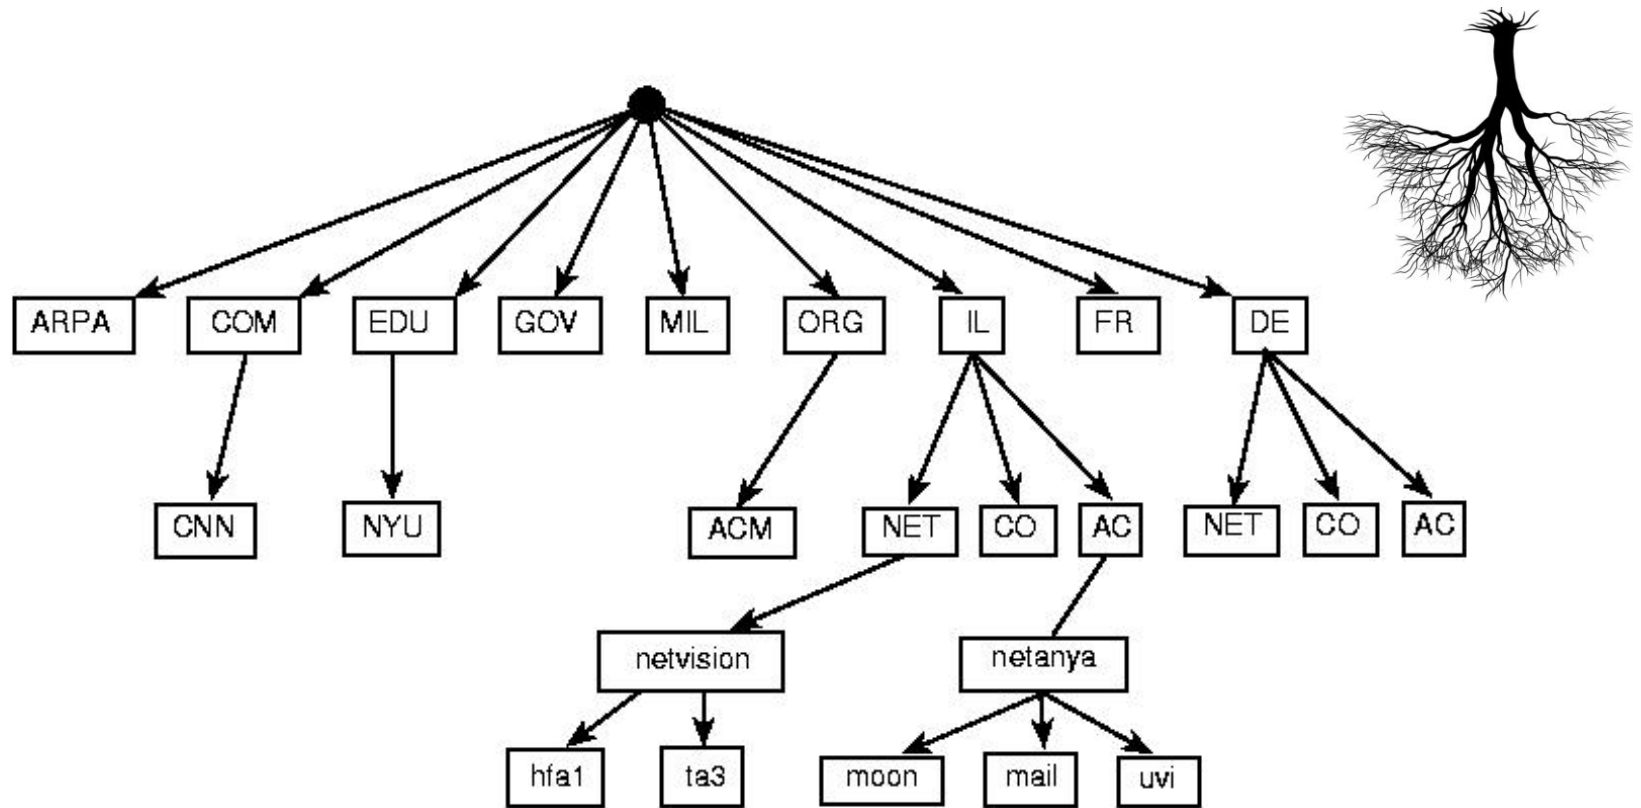 ARPA
COM
EDU
GOV
MIL
ORG
IL
FR
DE
CNN
NYU
ACM
NET
CO
AC
NET
CO
AC
netvision
netanya
hfa1
ta3
moon
mail
uvi